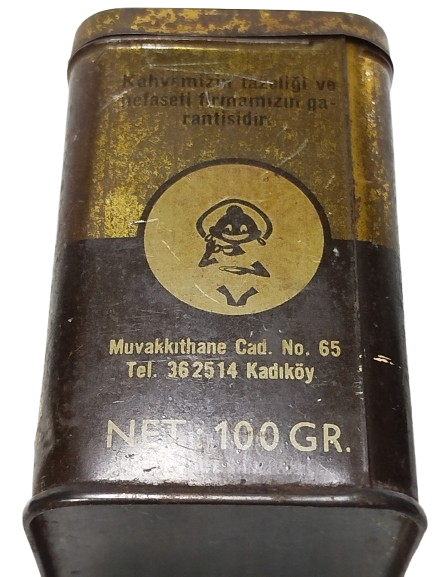 Kahvemizin tazeliği ve
nefaseti firmamızın ga-
rantisidir.
Muvakkıthane Cad. No. 65
Tel. 36 25 14 Kadıköy
NET: 100 GR.